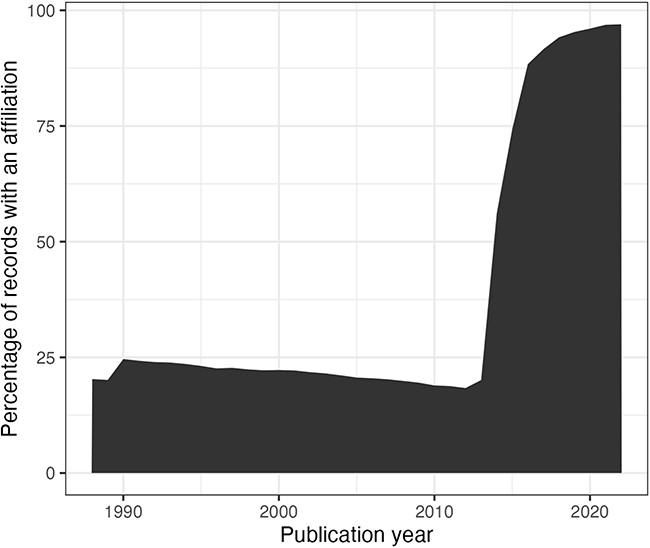 Percentage of records with an affiliation
100
75
50
25
0
1990 2000 2010 2020
Publication year